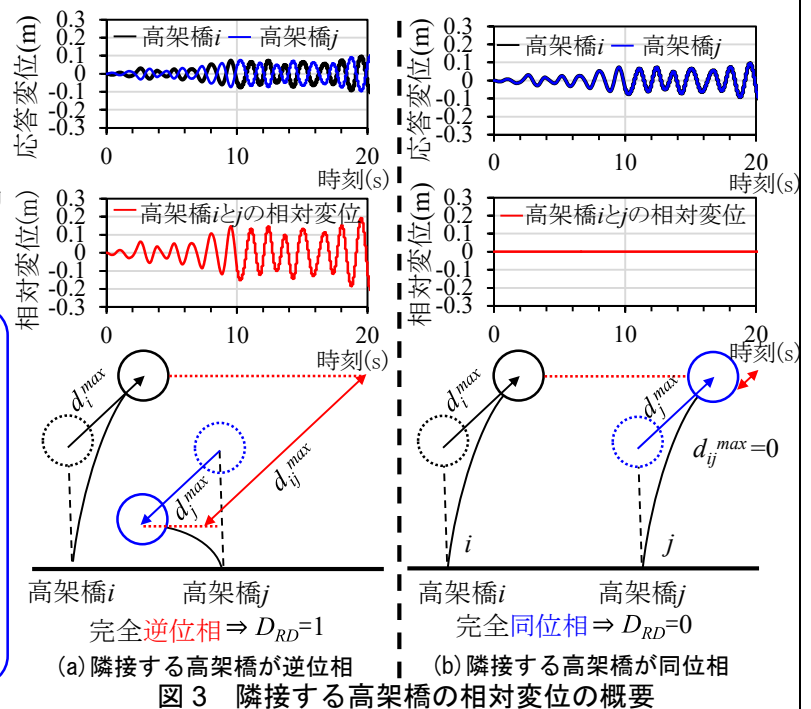 応答変位(m)
0.3
0.2
0.1
0
-0.1
-0.2
-0.3
高架橋i 高架橋j
0 10 20
時刻(s)
相対変位(m)
0.3
0.2
0.1
0
-0.1
-0.2
-0.3
高架橋iとjの相対変位
0 10 20
時刻(s)
d_i^max
d_j^max
d_ij^max
高架橋i 高架橋j
完全逆位相⇒D_RD=1
(a)隣接する高架橋が逆位相
応答変位(m)
0.3
0.2
0.1
0
-0.1
-0.2
-0.3
高架橋i 高架橋j
0 10 20
時刻(s)
相対変位(m)
0.3
0.2
0.1
0
-0.1
-0.2
-0.3
高架橋iとjの相対変位
0 10 20
時刻(s)
d_i^max
d_j^max
d_ij^max=0
i j
高架橋i 高架橋j
完全同位相⇒D_RD=0
(b)隣接する高架橋が同位相
図3 隣接する高架橋の相対変位の概要